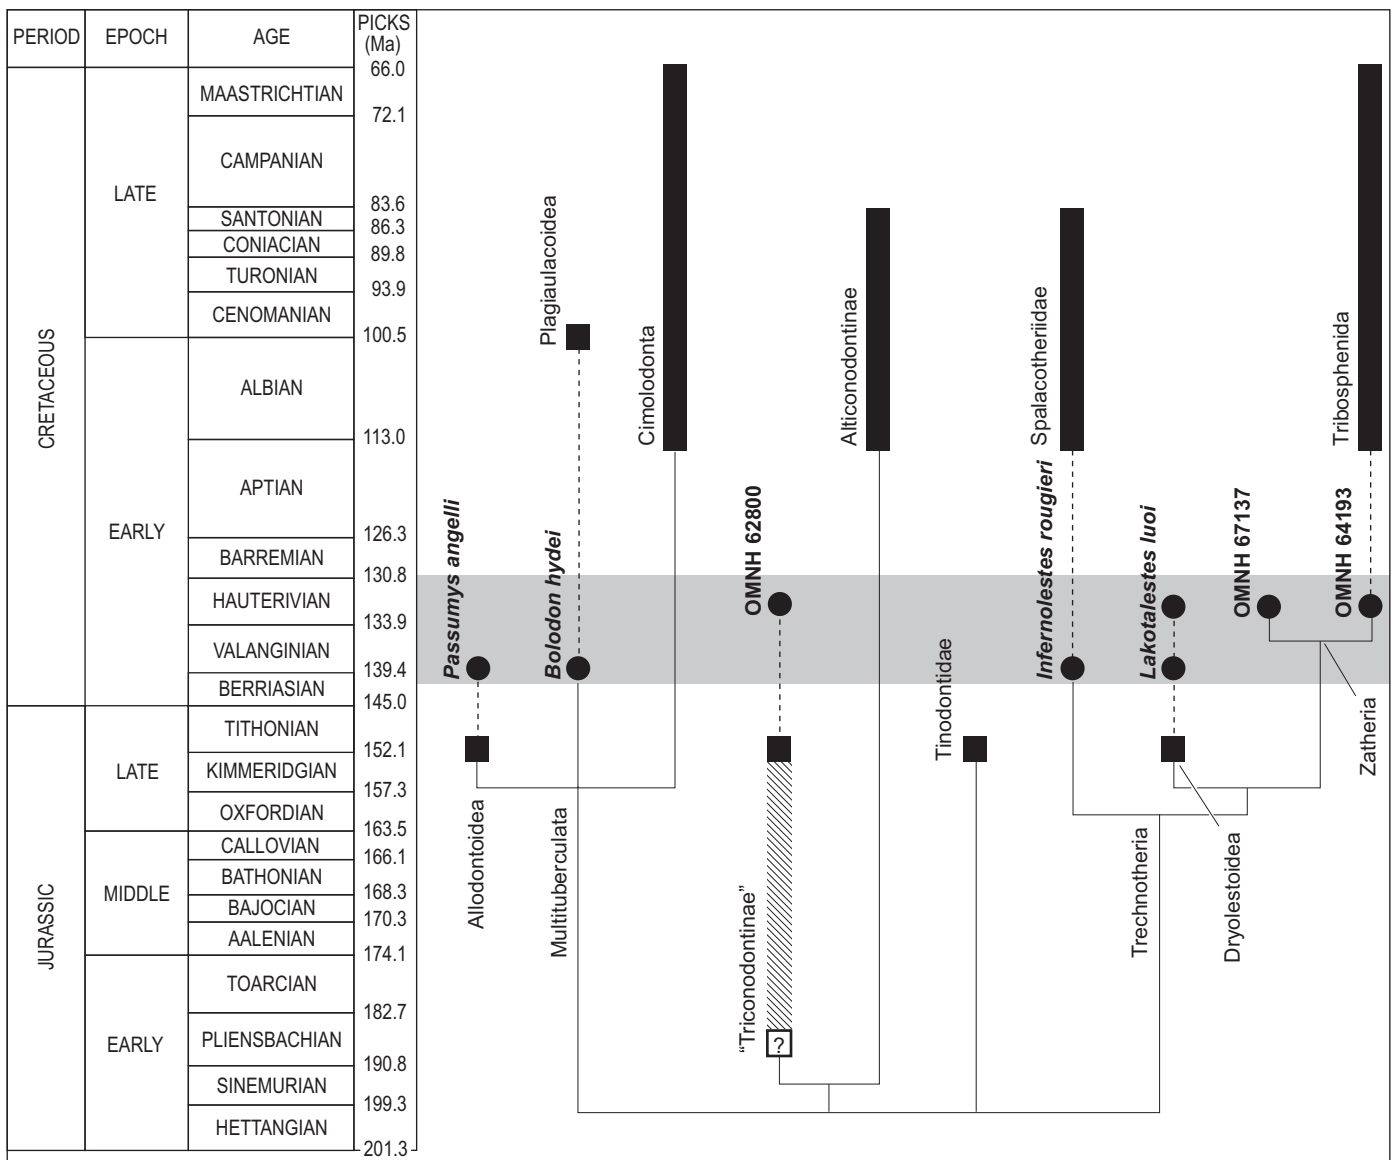 PERIOD EPOCH AGE PICKS
(Ma)
66.0
MAASTRICHTIAN
72.1
CAMPANIAN
LATE
83.6
SANTONIAN
86.3
CONIACIAN
89.8
TURONIAN
93.9
CENOMANIAN
100.5
CRETACEOUS
ALBIAN
113.0
APTIAN
EARLY
126.3
BARREMIAN
130.8
HAUTERIVIAN
133.9
VALANGINIAN
139.4
BERRIASIAN
145.0
TITHONIAN
152.1
LATE
KIMMERIDGIAN
157.3
OXFORDIAN
163.5
CALLOVIAN
166.1
MIDDLE
BATHONIAN
168.3
BAJOCIAN
170.3
JURASSIC
AALENIAN
174.1
TOARCIAN
182.7
EARLY
PLIENSBACHIAN
190.8
SINEMURIAN
199.3
HETTANGIAN
201.3
Passumys angelli
Allodontoidea
Plagiaulacoidea
Bolodon hydei
Multituberculata
Cimolodonta
OMNH 62800
“Triconodontinae”
?
Alticonodontinae
Tinodontidae
Spalacotheriidae
Infernolestes rougieri
Trechnotheria
Lakotalestes luoi
Dryolestoidea
OMNH 67137
Tribosphenida
OMNH 64193
Zatheria